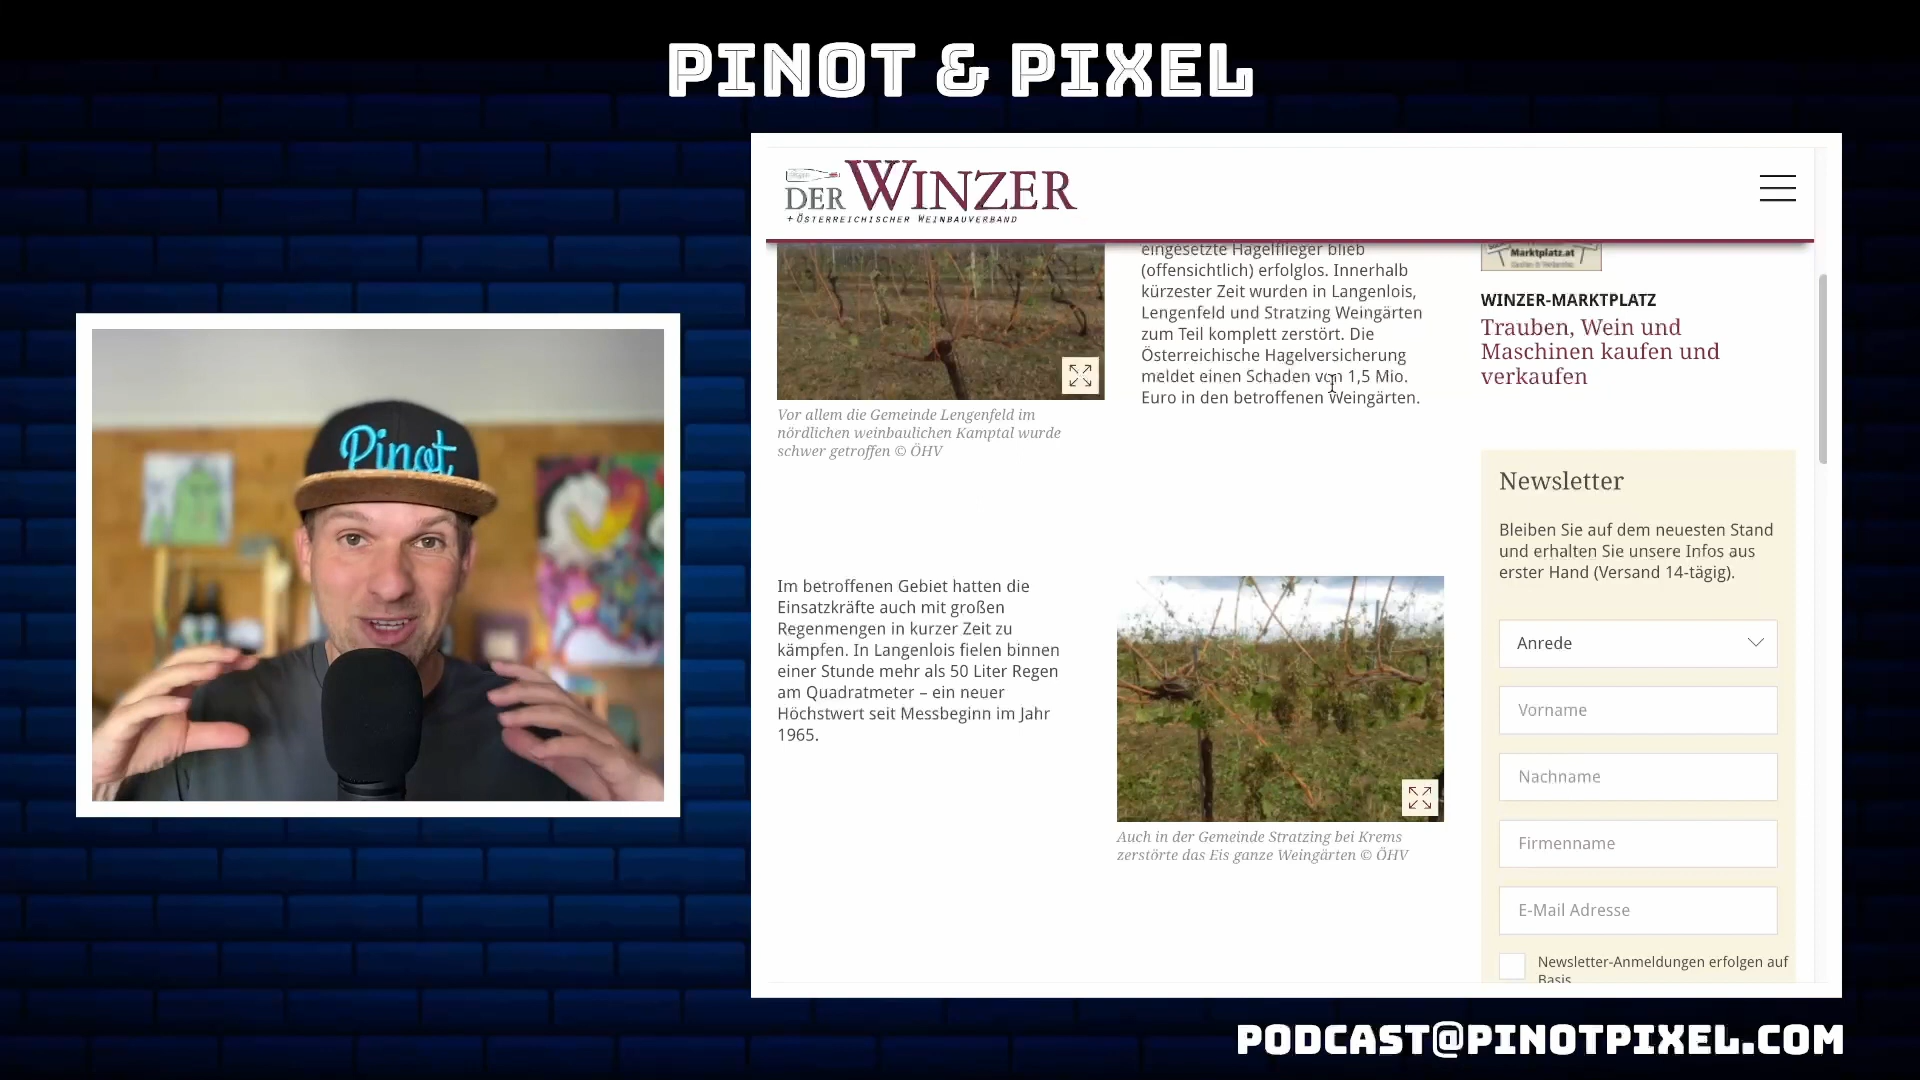 PINOT & PIXEL
Pinot
DER WINZER
+ÖSTERREICHISCHER WEINBAUVERBAND
eingesetzte Hagelflieger blieb
(offensichtlich) erfolglos. Innerhalb
kürzester Zeit wurden in Langenlois,
Lengenfeld und Stratzing Weingärten
zum Teil komplett zerstört. Die
Österreichische Hagelversicherung
meldet einen Schaden von 1,5 Mio.
Euro in den betroffenen Weingärten.
Vor allem die Gemeinde Lengenfeld im
nördlichen weinbaulichen Kamptal wurde
schwer getroffen © ÖHV
Im betroffenen Gebiet hatten die
Einsatzkräfte auch mit großen
Regenmengen in kurzer Zeit zu
kämpfen. In Langenlois fielen binnen
einer Stunde mehr als 50 Liter Regen
am Quadratmeter – ein neuer
Höchstwert seit Messbeginn im Jahr
1965.
Auch in der Gemeinde Stratzing bei Krems
zerstörte das Eis ganze Weingärten © ÖHV
Marktplatz.at
WINZER-MARKTPLATZ
Trauben, Wein und
Maschinen kaufen und
verkaufen
Newsletter
Bleiben Sie auf dem neuesten Stand
und erhalten Sie unsere Infos aus
erster Hand (Versand 14-tägig).
Anrede
Vorname
Nachname
Firmenname
E-Mail Adresse
Newsletter-Anmeldungen erfolgen auf
Basis
PODCAST@PINOTPIXEL.COM